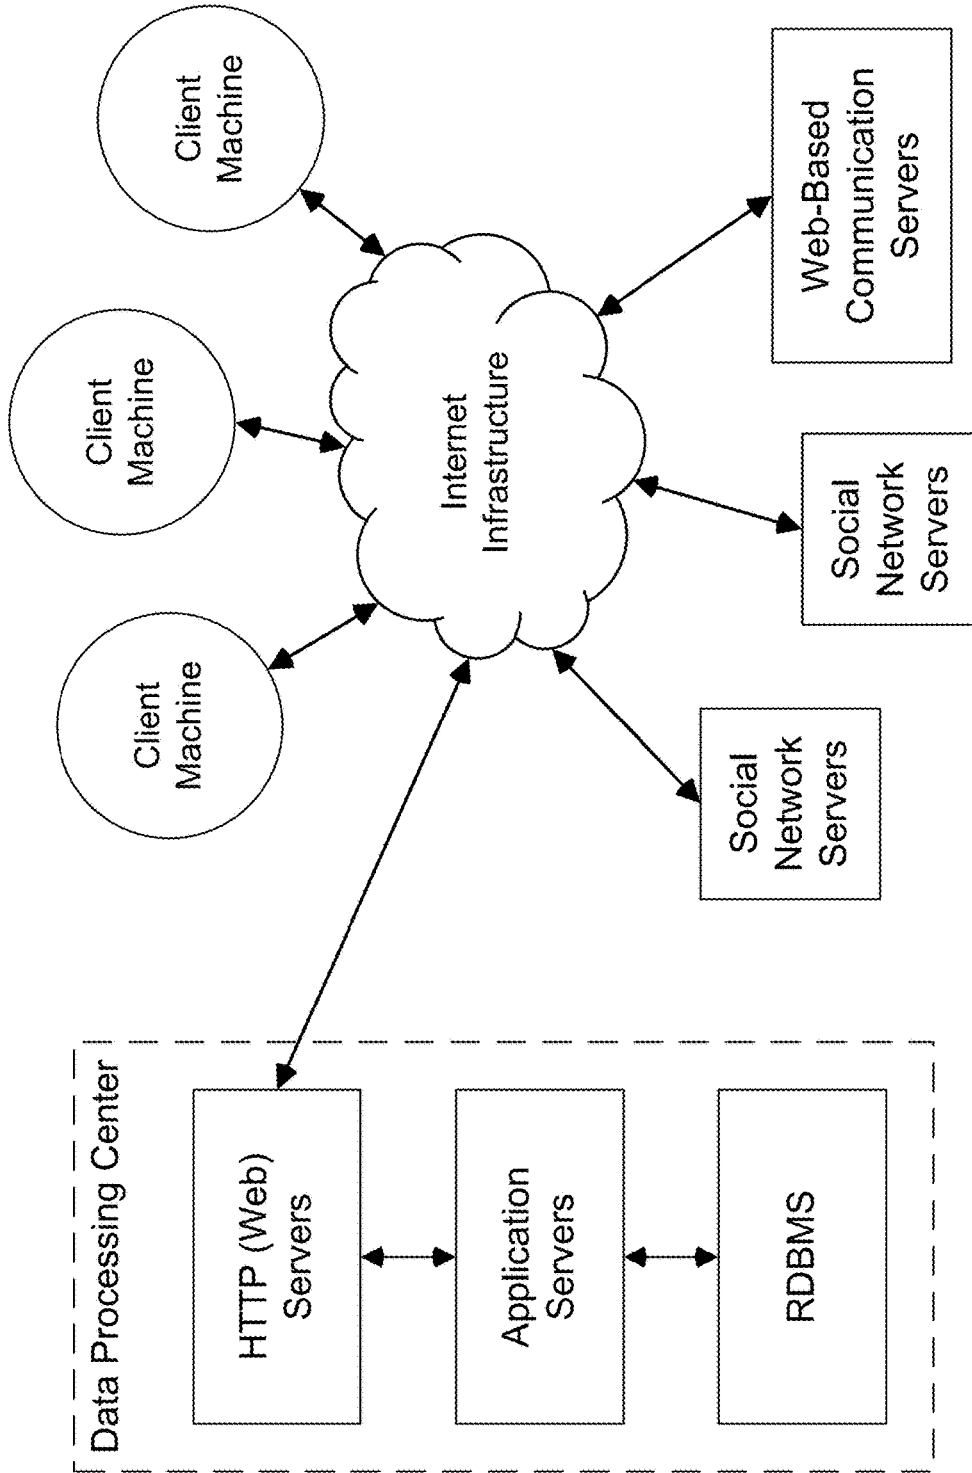 Data Processing Center
HTTP (Web)
Servers
Application
Servers
RDBMS
Client
Machine
Client
Machine
Client
Machine
Internet
Infrastructure
Social
Network
Servers
Social
Network
Servers
Web-Based
Communication
Servers